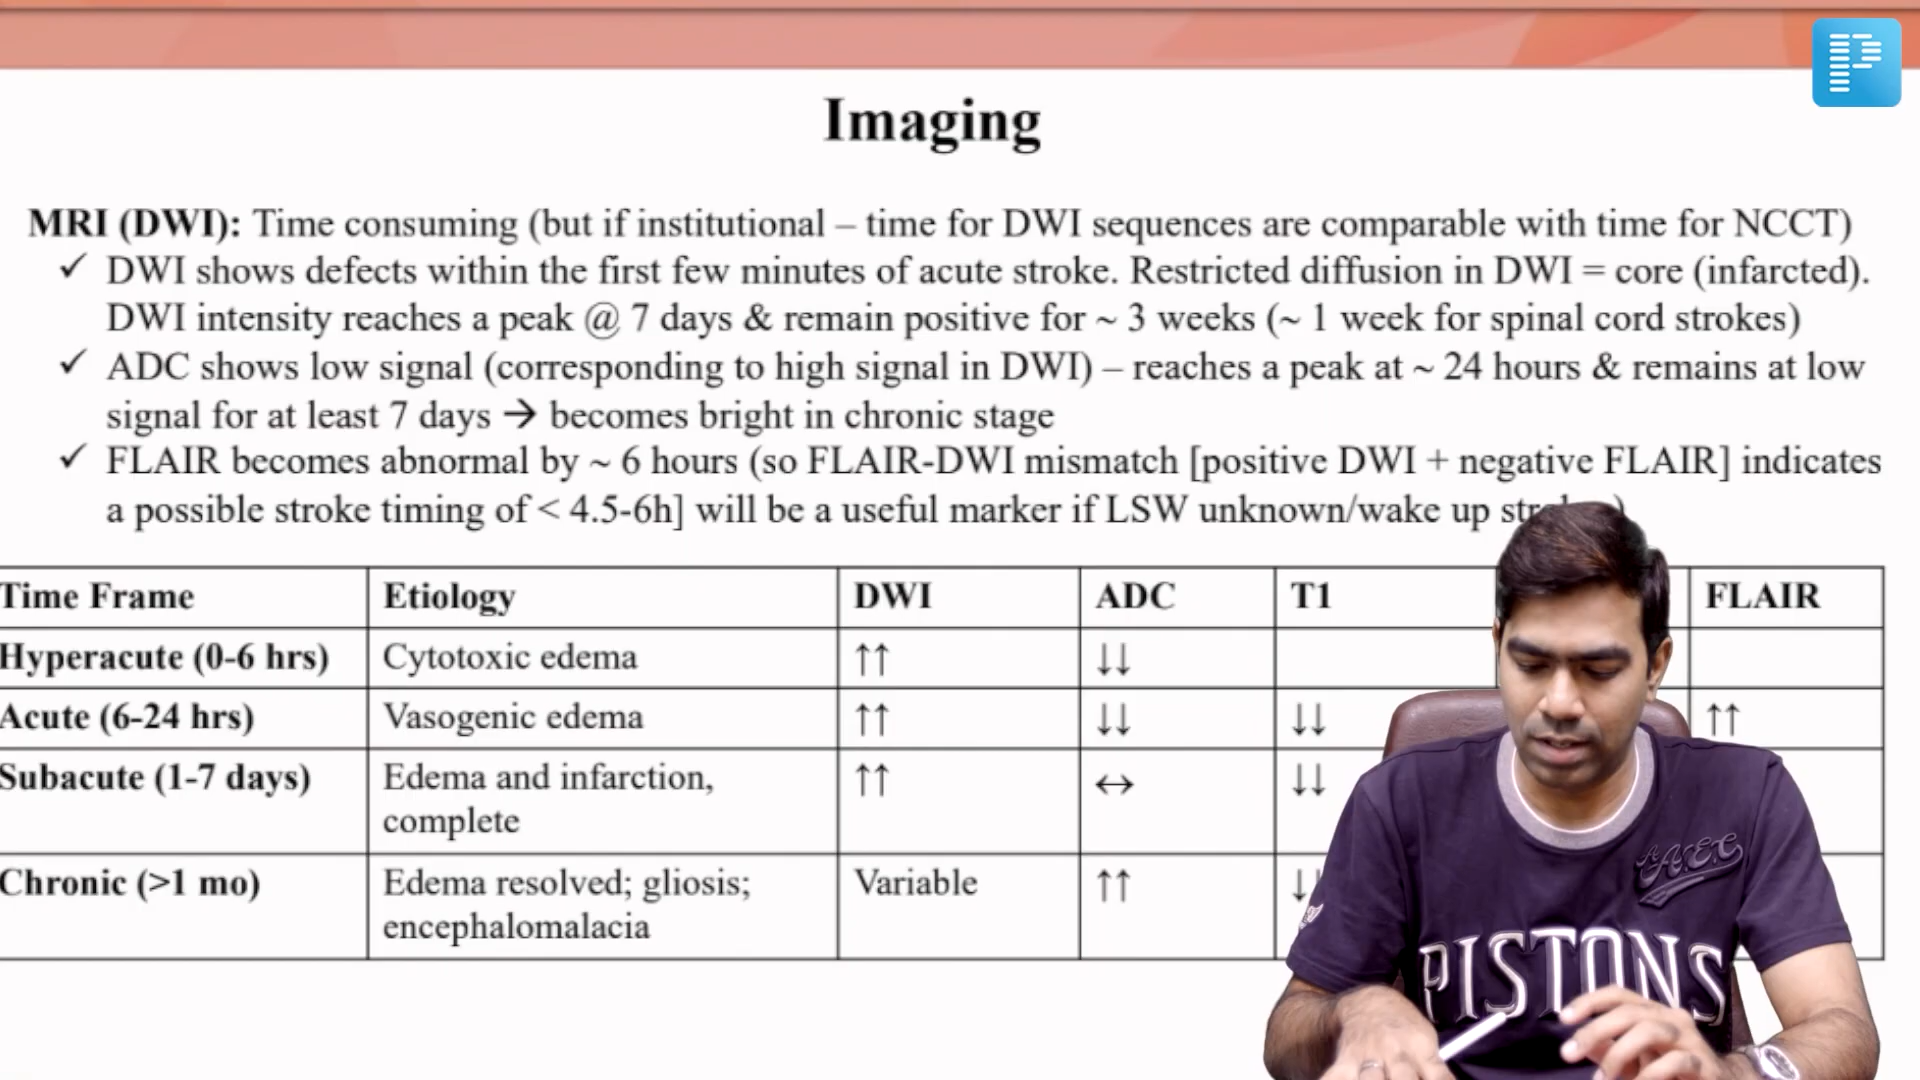 Imaging
MRI (DWI): Time consuming (but if institutional – time for DWI sequences are comparable with time for NCCT)
✓ DWI shows defects within the first few minutes of acute stroke. Restricted diffusion in DWI = core (infarcted).
DWI intensity reaches a peak @ 7 days & remain positive for ~ 3 weeks (~ 1 week for spinal cord strokes)
✓ ADC shows low signal (corresponding to high signal in DWI) – reaches a peak at ~ 24 hours & remains at low
signal for at least 7 days → becomes bright in chronic stage
✓ FLAIR becomes abnormal by ~ 6 hours (so FLAIR-DWI mismatch [positive DWI + negative FLAIR] indicates
a possible stroke timing of < 4.5-6h] will be a useful marker if LSW unknown/wake up
Time Frame Etiology DWI ADC T1 FLAIR
Hyperacute (0-6 hrs) Cytotoxic edema ↑↑ ↓↓
Acute (6-24 hrs) Vasogenic edema ↑↑ ↓↓ ↓↓ ↑↑
Subacute (1-7 days) Edema and infarction, ↑↑ ↔ ↓↓
complete
Chronic (>1 mo) Edema resolved; gliosis; Variable ↑↑
encephalomalacia
PISTONS